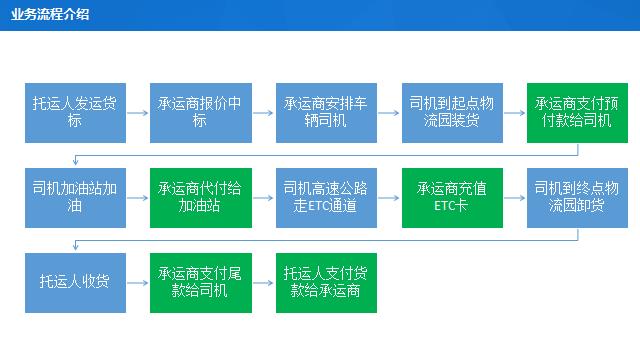 业务流程介绍
托运人发运货
标
承运商报价中
标
承运商安排车
辆司机
司机到起点物
流园装货
承运商支付预
付款给司机
司机加油站加
油
承运商代付给
加油站
司机高速公路
走ETC通道
承运商充值
ETC卡
司机到终点物
流园卸货
托运人收货
承运商支付尾
款给司机
托运人支付货
款给承运商